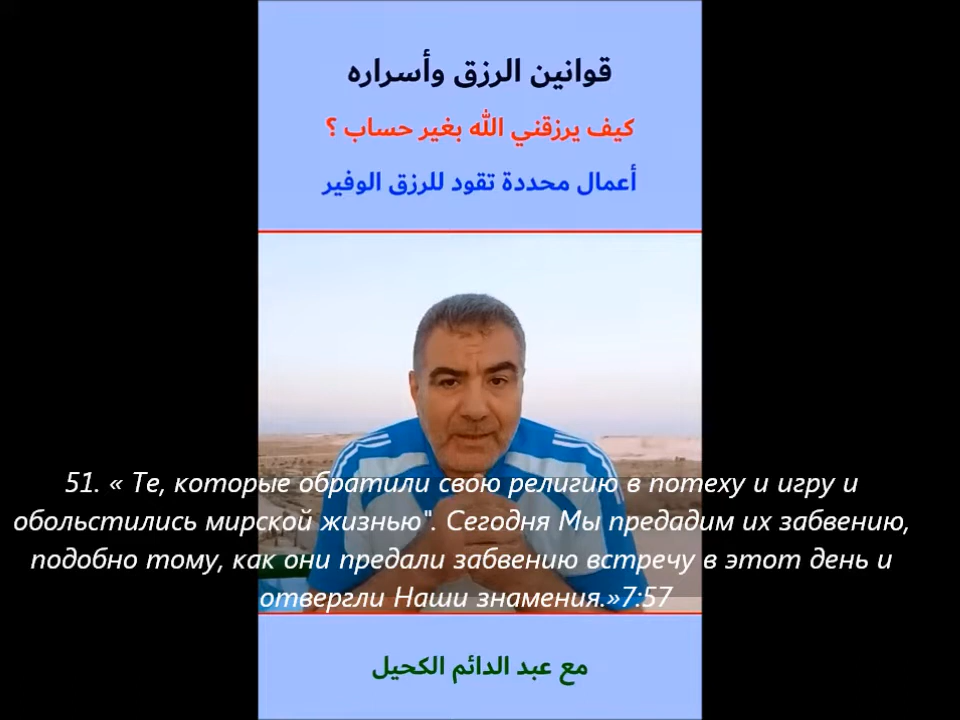 قوانين الرزق وأسراره
كيف يرزقني الله بغير حساب ؟
أعمال محددة تقود للرزق الوفير
51. « Те, которые обратили свою религию в потеху и игру и
обольстились мирской жизнью". Сегодня Мы предадим их забвению,
подобно тому, как они предали забвению встречу в этот день и
отвергли Наши знамения.»7:57
مع عبد الدائم الكحيل